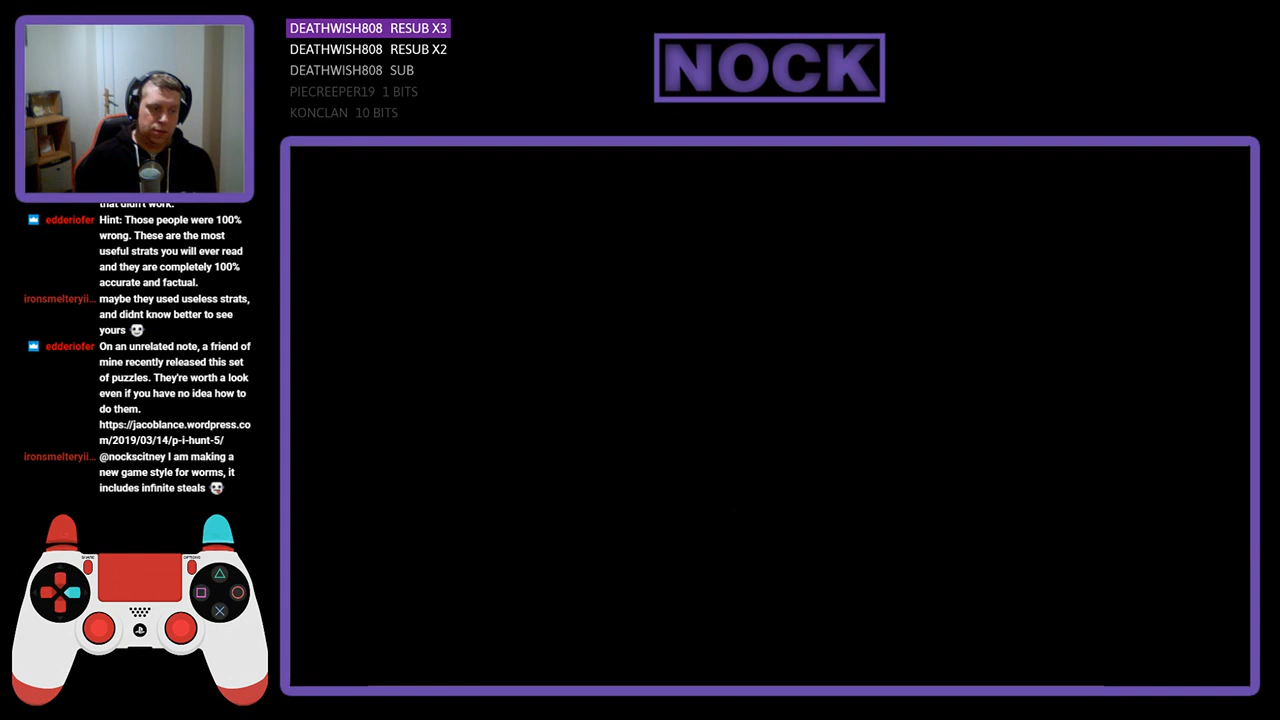 DEATHWISH808 RESUB X3
DEATHWISH808 RESUB X2
DEATHWISH808 SUB
PIECREEPER19 1 BITS
KONCLAN 10 BITS
NOCK
that didn't work.
edderiofer Hint: Those people were 100%
wrong. These are the most
useful strats you will ever read
and they are completely 100%
accurate and factual.
ironsmelteryii... maybe they used useless strats,
and didnt know better to see
yours
edderiofer On an unrelated note, a friend of
mine recently released this set
of puzzles. They're worth a look
even if you have no idea how to
do them.
https://jacoblance.wordpress.co
m/2019/03/14/p-i-hunt-5/
ironsmelteryii... @nockscitney I am making a
new game style for worms, it
includes infinite steals
SHARE
OPTIONS